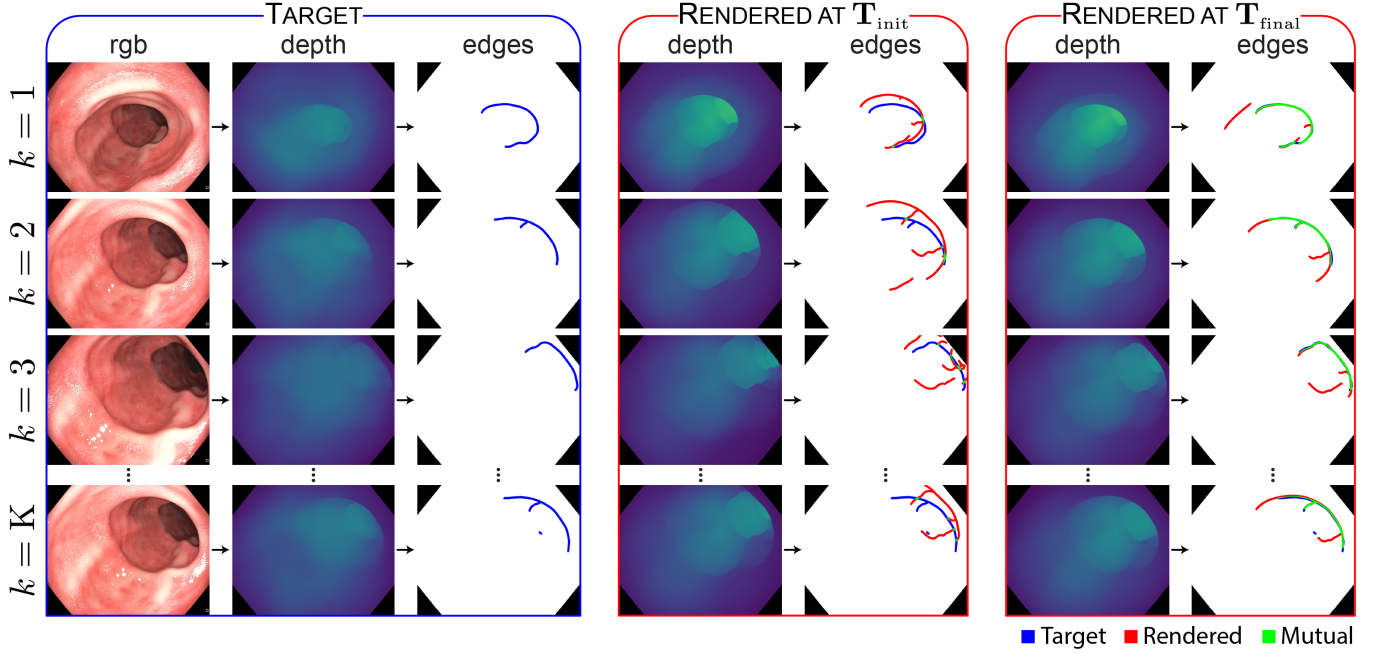 TARGET
RENDERED AT T_init
RENDERED AT T_final
rgb depth edges
depth edges
depth edges
k = 1
k = 2
k = 3
⋮ ⋮ ⋮ ⋮ ⋮ ⋮ ⋮
k = K
Target Rendered Mutual